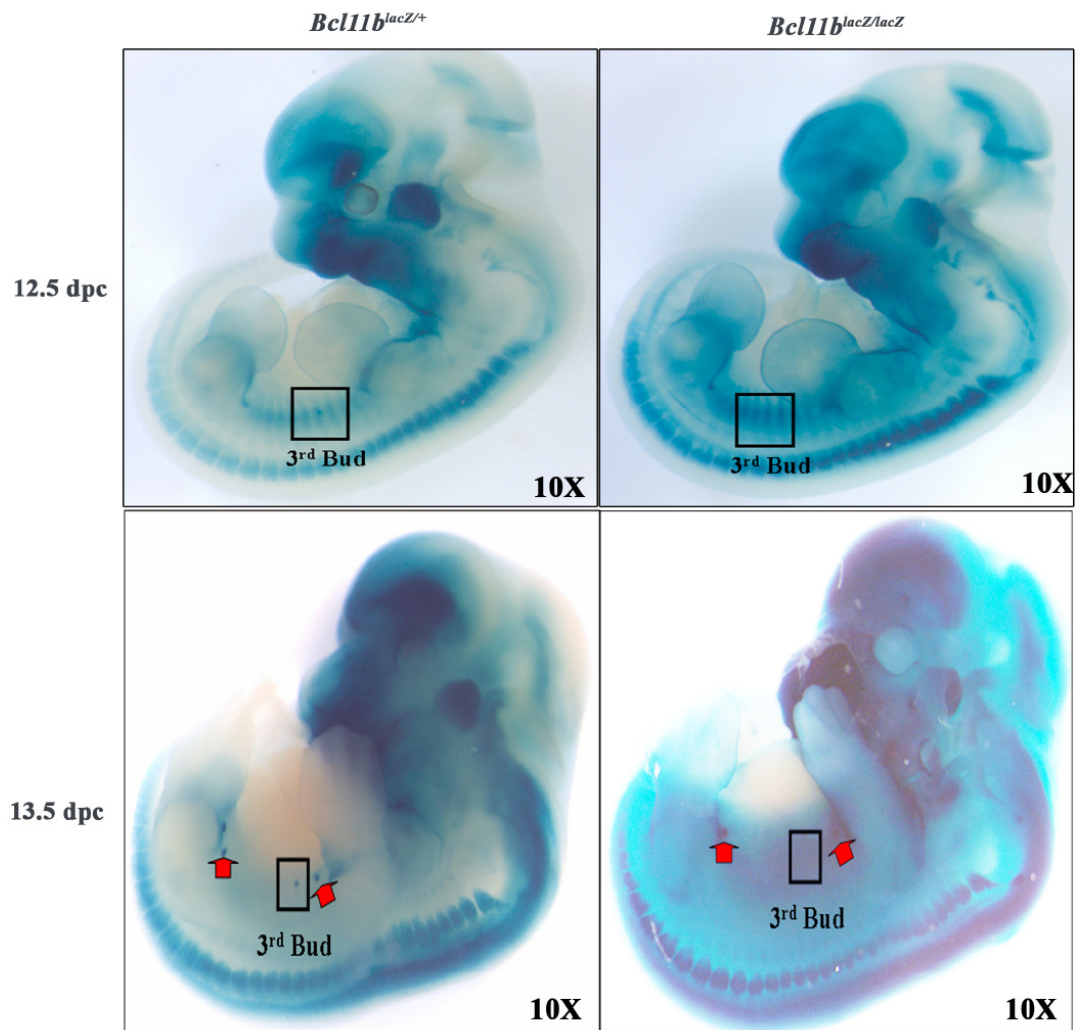 Bcl11b^lacZ/+ Bcl11b^lacZ/lacZ
12.5 dpc
3rd Bud 3rd Bud
10X 10X
13.5 dpc
3rd Bud 3rd Bud
10X 10X